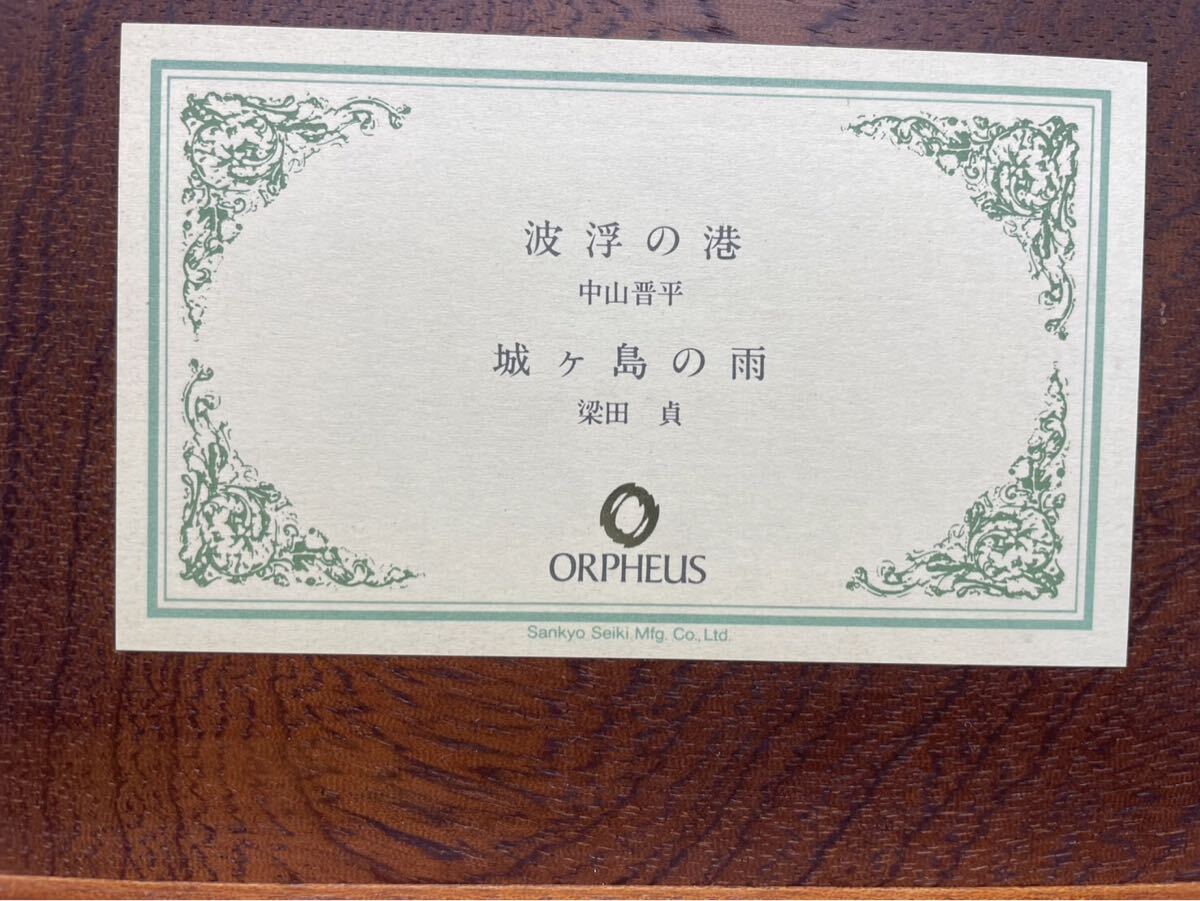 波浮の港
中山晋平
城ヶ島の雨
梁田 貞
ORPHEUS
Sankyo Seiki Mfg. Co., Ltd.